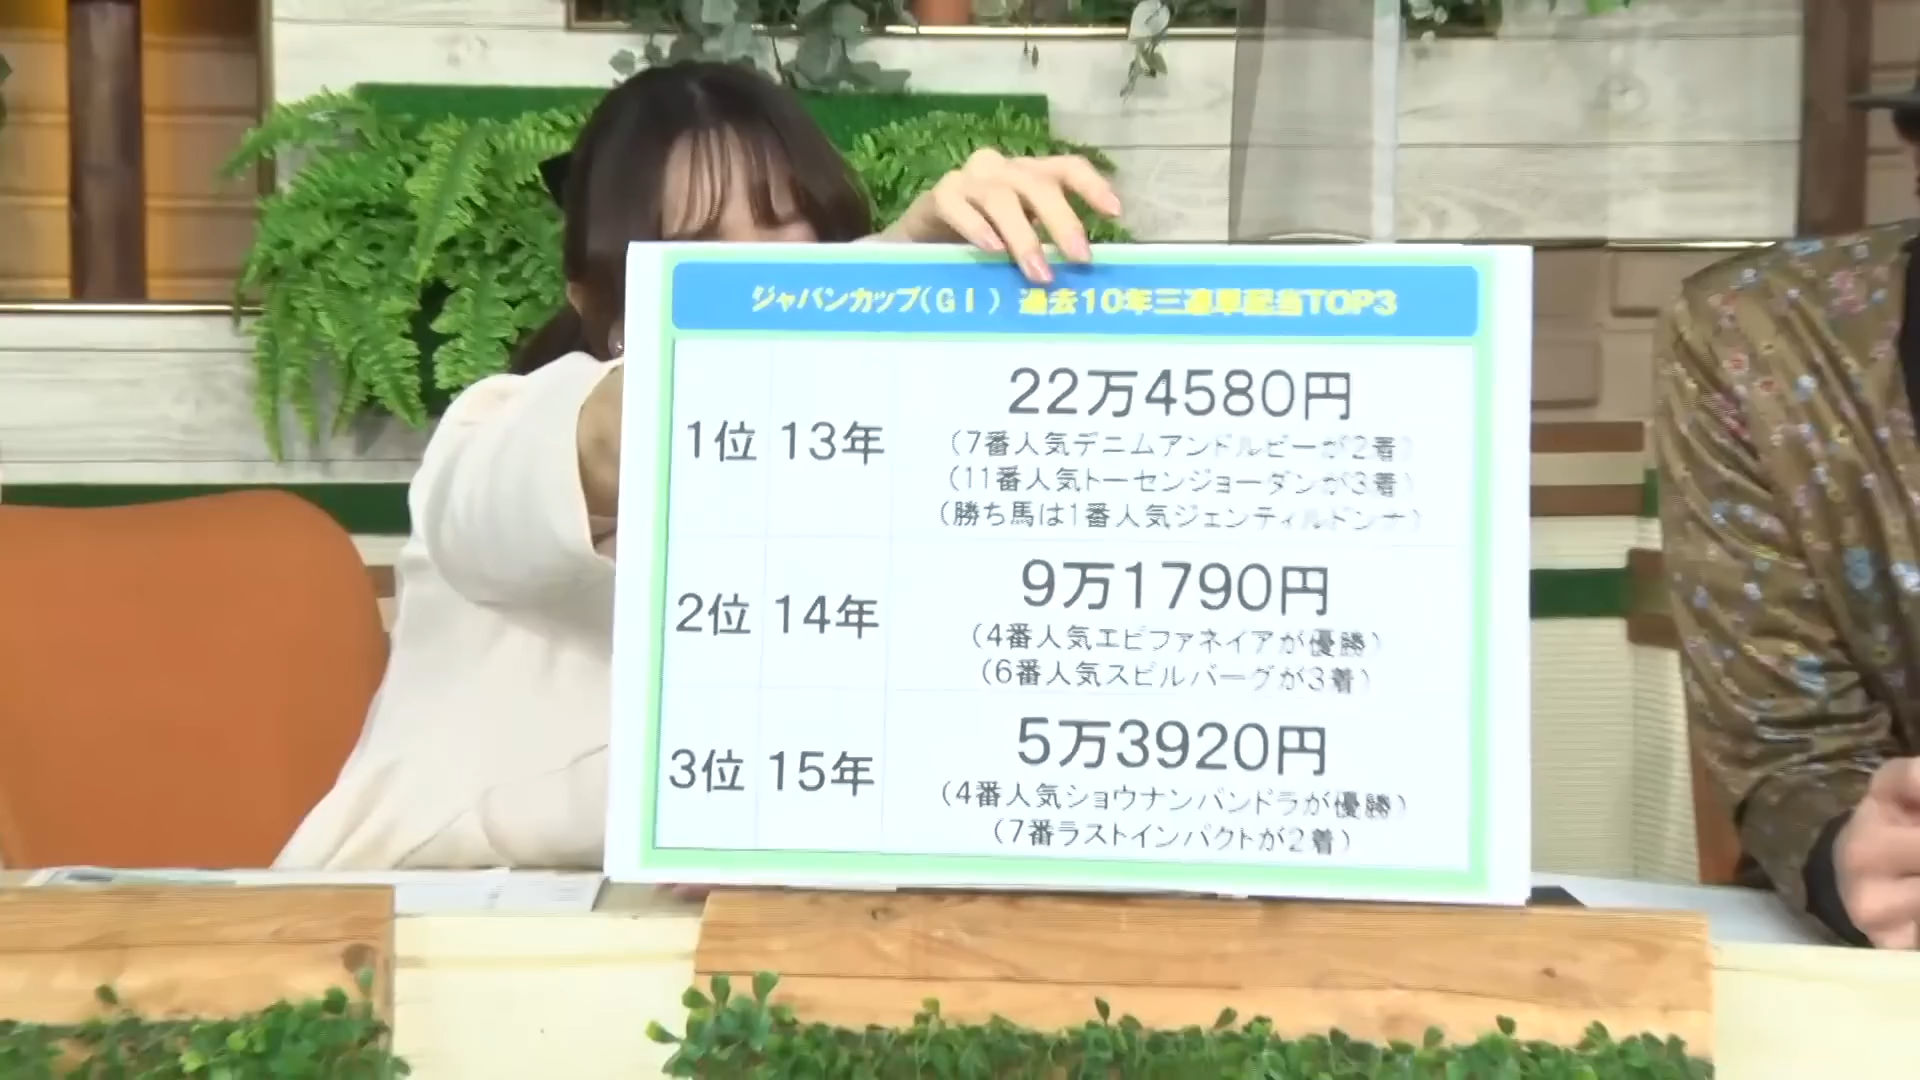 ジャパンカップ(GⅠ) 過去10年三連単配当TOP3
1位 13年 22万4580円
(7番人気デニムアンドルビーが2着)
(11番人気トーセンジョーダンが3着)
(勝ち馬は1番人気ジェンティルドンナ)
2位 14年 9万1790円
(4番人気エピファネイアが優勝)
(6番人気スピルバーグが3着)
3位 15年 5万3920円
(4番人気ショウナンパンドラが優勝)
(7番ラストインパクトが2着)